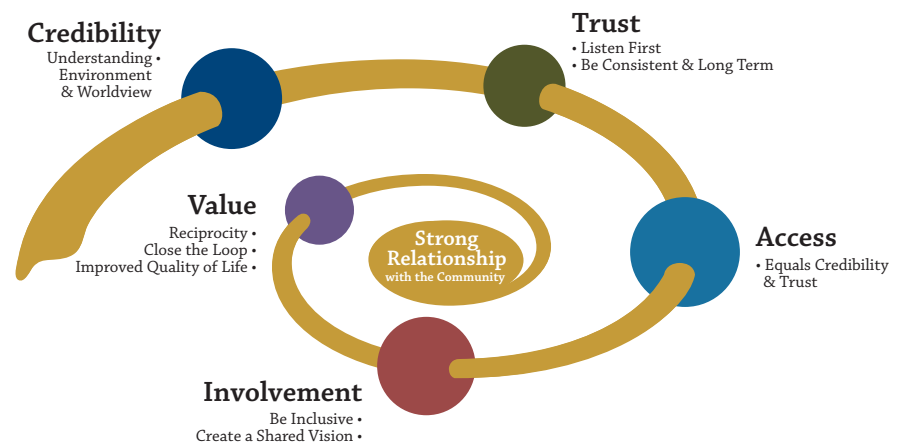 Credibility
Understanding •
Environment
& Worldview
Trust
• Listen First
• Be Consistent & Long Term
Access
• Equals Credibility
& Trust
Involvement
Be Inclusive •
Create a Shared Vision •
Value
Reciprocity •
Close the Loop •
Improved Quality of Life •
Strong
Relationship
with the Community